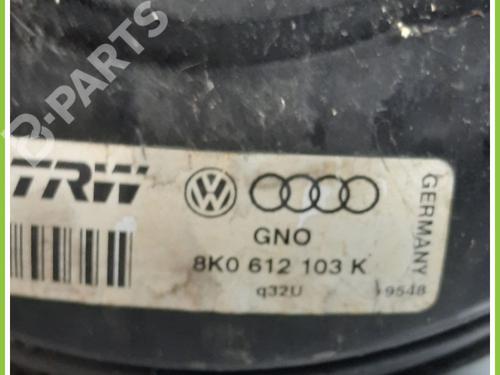 B-PARTS
TRW
GNO
8K0 612 103 K
q32U
9548
GERMANY